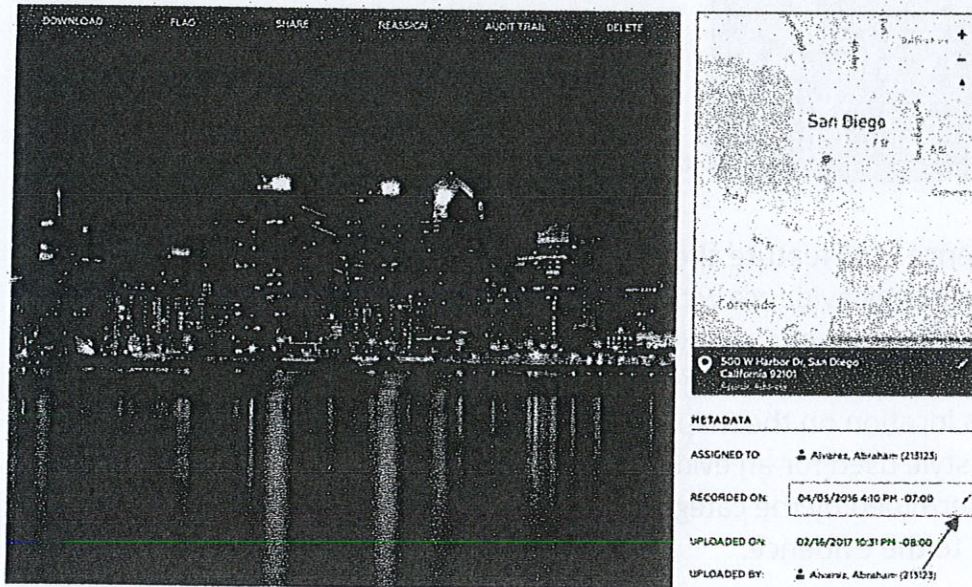 DOWNLOAD FLAG SHARE REASSIGN AUDIT TRAIL DELETE
+
−
San Diego
F St
Coronado
500 W Harbor Dr, San Diego
California 92101
METADATA
ASSIGNED TO Alvarez, Abraham (213123)
RECORDED ON: 04/05/2016 4:10 PM -07:00
UPLOADED ON: 02/16/2017 10:31 PM -08:00
UPLOADED BY: Alvarez, Abraham (213123)